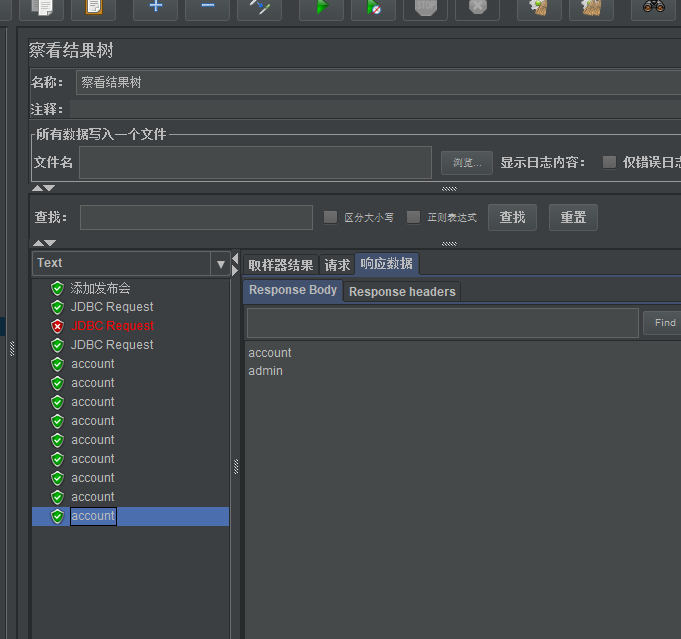 STOP
察看结果树
名称： 察看结果树
注释：
所有数据写入一个文件
文件名 浏览... 显示日志内容： 仅错误日志
查找： 区分大小写 正则表达式 查找 重置
Text
取样器结果 请求 响应数据
Response Body Response headers
Find
添加发布会
JDBC Request
JDBC Request
JDBC Request
account
account
account
account
account
account
account
account
account
account
admin